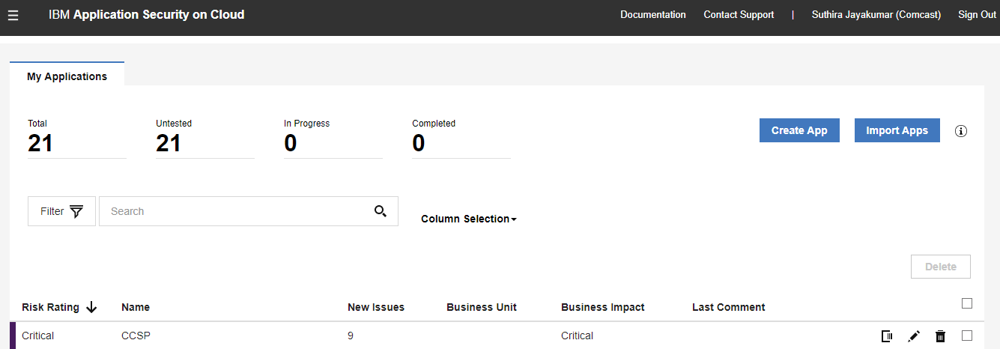 IBM Application Security on Cloud
Documentation Contact Support | Suthira Jayakumar (Comcast) Sign Out
My Applications
Total Untested In Progress Completed
21 21 0 0
Create App Import Apps
Filter Search
Column Selection
Delete
Risk Rating Name New Issues Business Unit Business Impact Last Comment
Critical CCSP 9 Critical